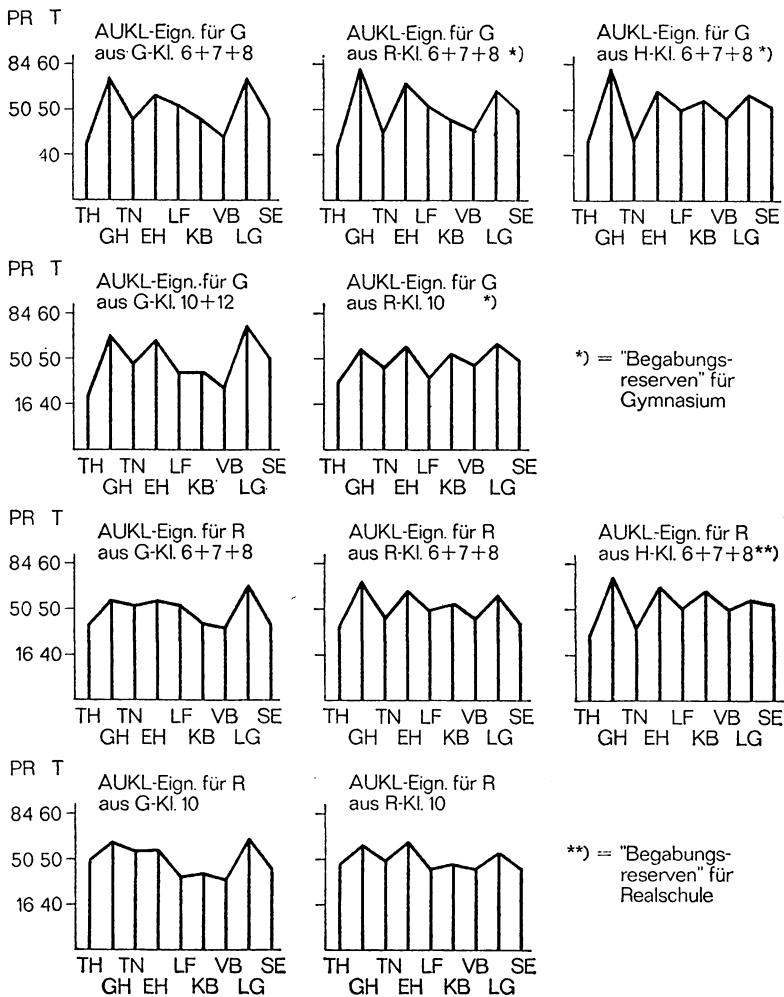 PR T
AUKL-Eign. für G
aus G-Kl. 6+7+8
AUKL-Eign. für G
aus R-Kl. 6+7+8 *)
AUKL-Eign. für G
aus H-Kl. 6+7+8 *)
84 60
50 50
40
TH TN LF VB SE
GH EH KB LG
TH TN LF VB SE
GH EH KB LG
TH TN LF VB SE
GH EH KB LG
PR T
AUKL-Eign. für G
aus G-Kl. 10+12
AUKL-Eign. für G
aus R-Kl. 10 *)
84 60
50 50
16 40
*) = "Begabungs-
reserven" für
Gymnasium
TH TN LF VB SE
GH EH KB LG
TH TN LF VB SE
GH EH KB LG
PR T
AUKL-Eign. für R
aus G-Kl. 6+7+8
AUKL-Eign. für R
aus R-Kl. 6+7+8
AUKL-Eign. für R
aus H-Kl. 6+7+8**)
84 60
50 50
16 40
TH TN LF VB SE
GH EH KB LG
TH TN LF VB SE
GH EH KB LG
TH TN LF VB SE
GH EH KB LG
PR T
AUKL-Eign. für R
aus G-Kl. 10
AUKL-Eign. für R
aus R-Kl. 10
84 60
50 50
16 40
**) = "Begabungs-
reserven" für
Realschule
TH TN LF VB SE
GH EH KB LG
TH TN LF VB SE
GH EH KB LG